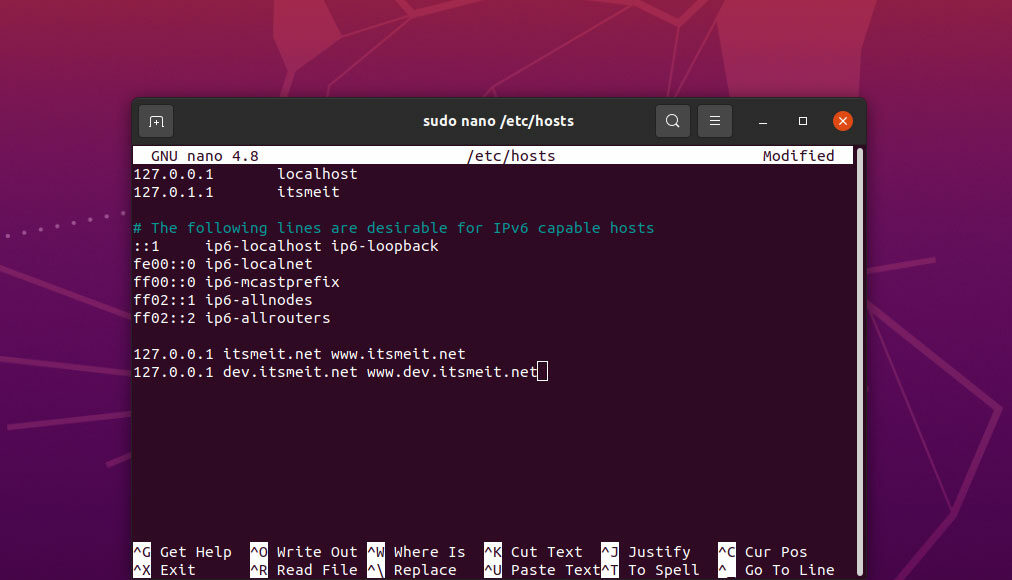 sudo nano /etc/hosts
GNU nano 4.8 /etc/hosts Modified
127.0.0.1 localhost
127.0.1.1 itsmeit

# The following lines are desirable for IPv6 capable hosts
::1 ip6-localhost ip6-loopback
fe00::0 ip6-localnet
ff00::0 ip6-mcastprefix
ff02::1 ip6-allnodes
ff02::2 ip6-allrouters

127.0.0.1 itsmeit.net www.itsmeit.net
127.0.0.1 dev.itsmeit.net www.dev.itsmeit.net

^G Get Help ^O Write Out ^W Where Is ^K Cut Text ^J Justify ^C Cur Pos
^X Exit ^R Read File ^\ Replace ^U Paste Text ^T To Spell ^_ Go To Line